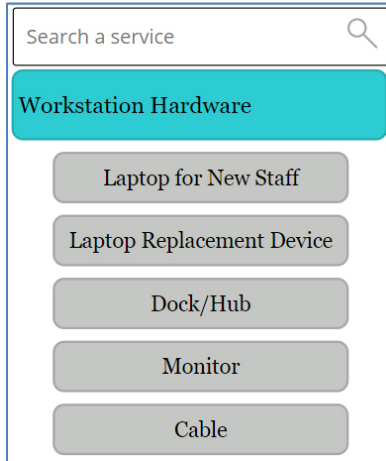 Search a service
Workstation Hardware
Laptop for New Staff
Laptop Replacement Device
Dock/Hub
Monitor
Cable